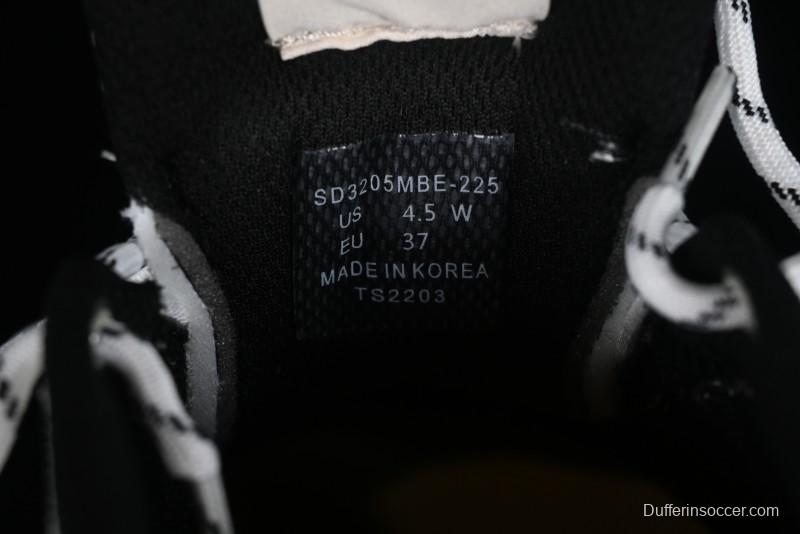 SD3205MBE-225
US 4.5 W
EU 37
MADE IN KOREA
TS2203
Dufferinsoccer.com